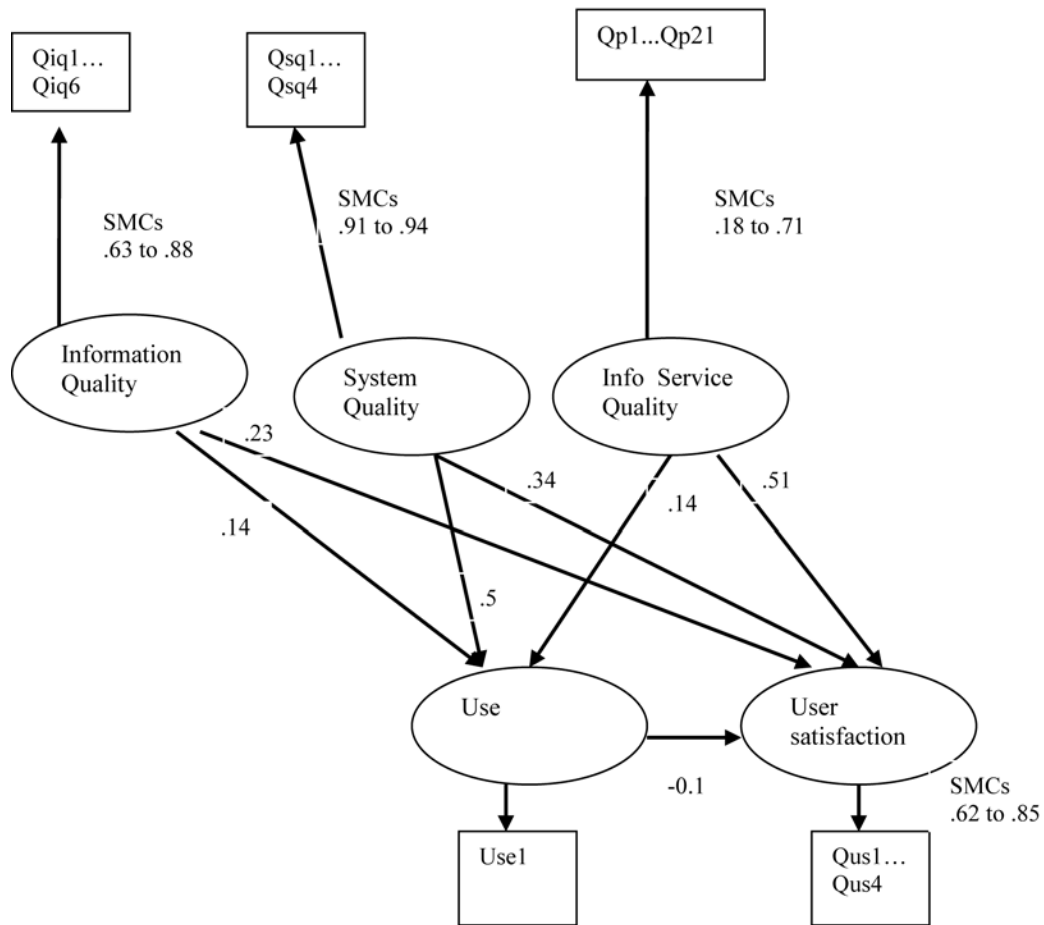 Qiq1…
Qiq6
Qsq1…
Qsq4
Qp1...Qp21
SMCs
.63 to .88
SMCs
.91 to .94
SMCs
.18 to .71
Information
Quality
System
Quality
Info Service
Quality
.23
.14
.34
.5
.14
.51
Use
User
satisfaction
-0.1
SMCs
.62 to .85
Use1
Qus1…
Qus4